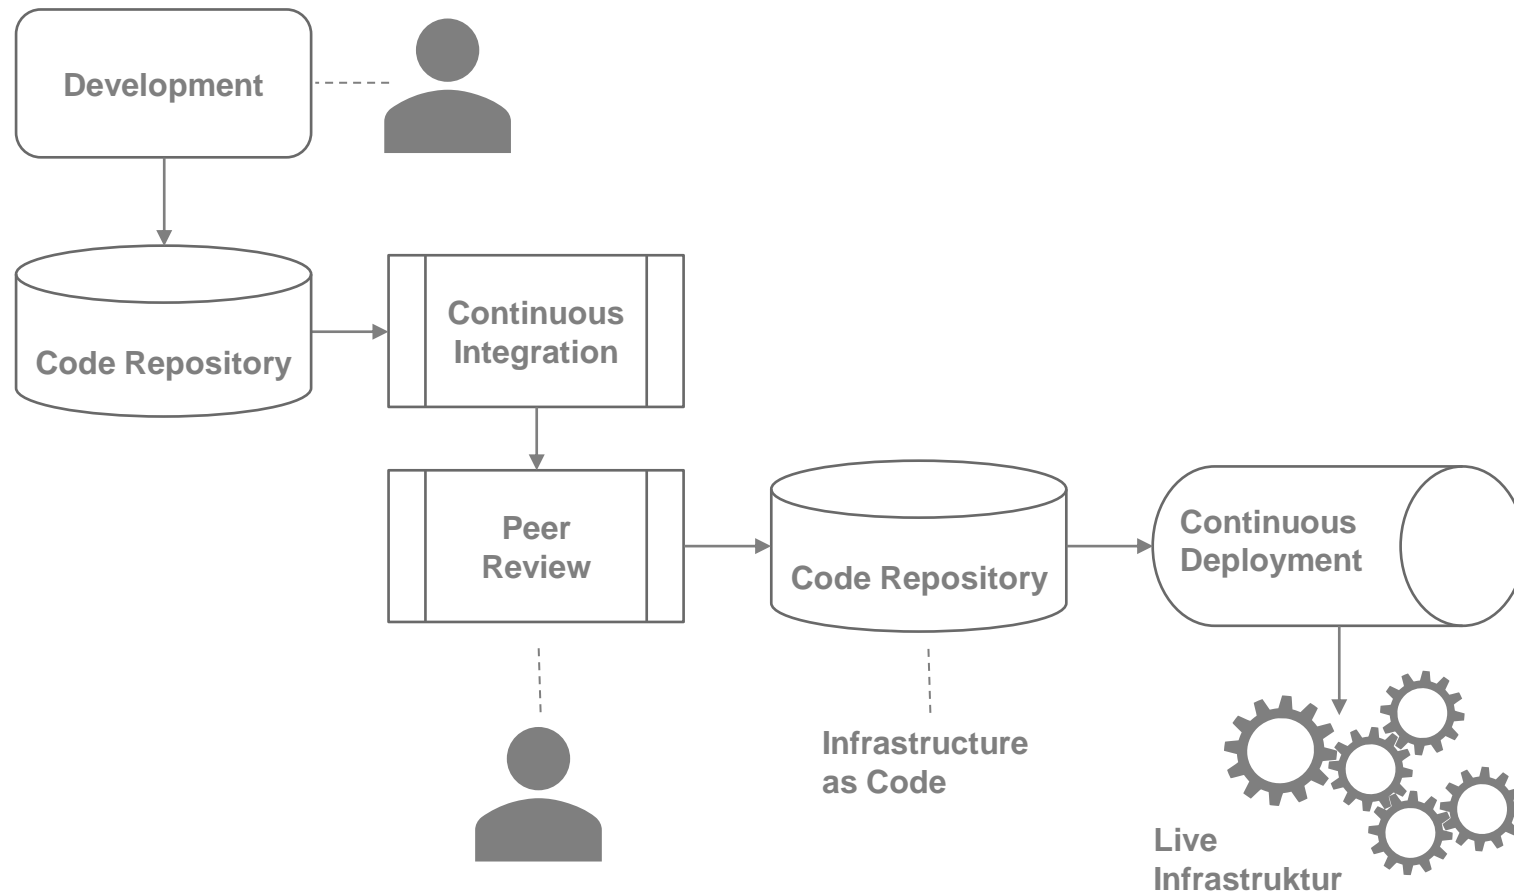 Development
Code Repository
Continuous
Integration
Peer
Review
Code Repository
Continuous
Deployment
Infrastructure
as Code
Live
Infrastruktur